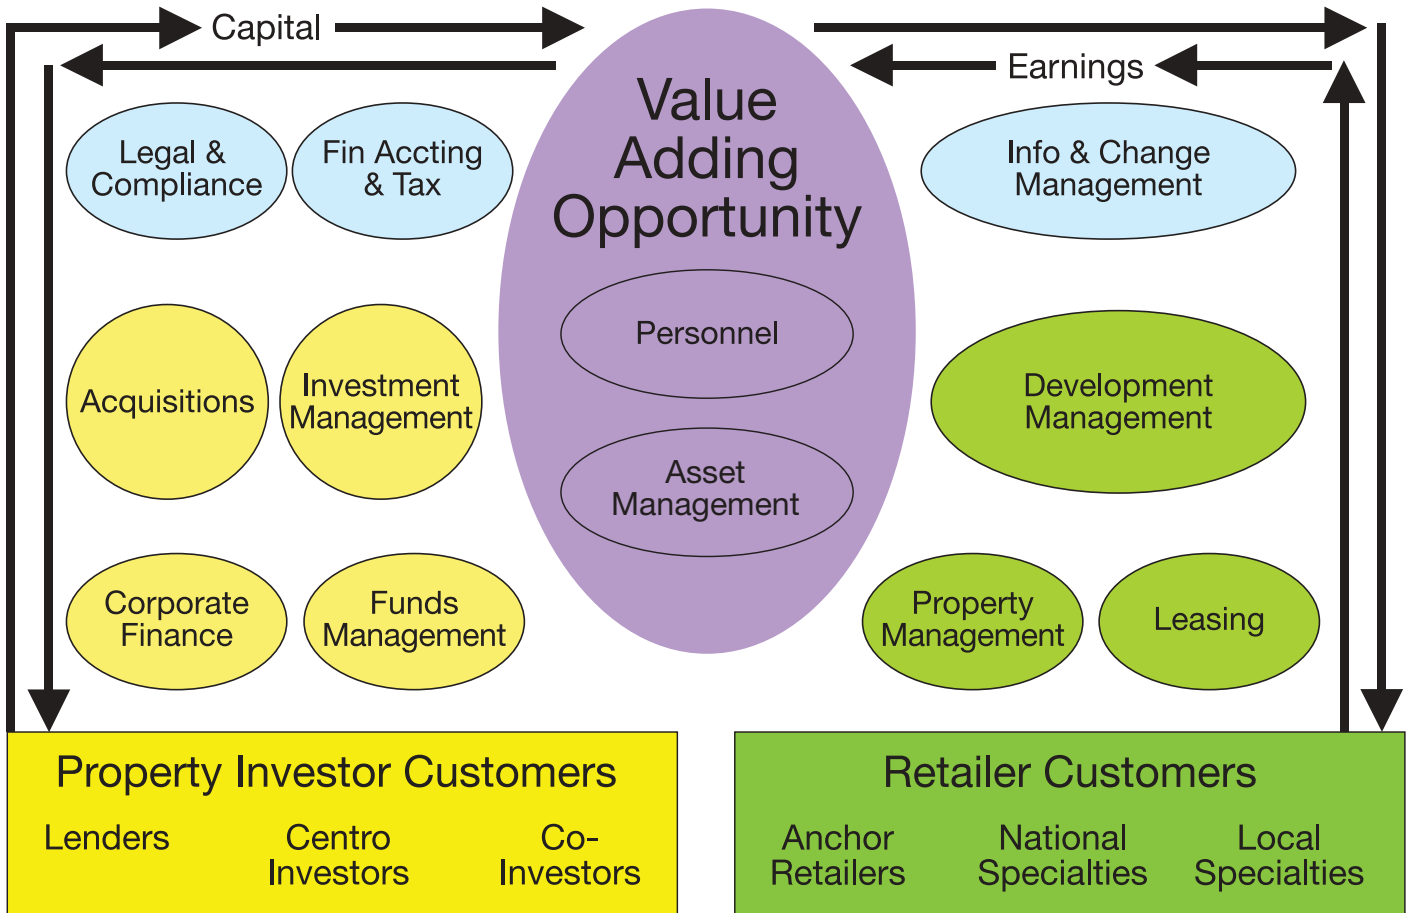 Capital
Earnings
Value
Adding
Opportunity
Legal &
Compliance
Fin Accting
& Tax
Info & Change
Management
Personnel
Acquisitions
Investment
Management
Development
Management
Asset
Management
Corporate
Finance
Funds
Management
Property
Management
Leasing
Property Investor Customers
Lenders
Centro
Investors
Co-
Investors
Retailer Customers
Anchor
Retailers
National
Specialties
Local
Specialties